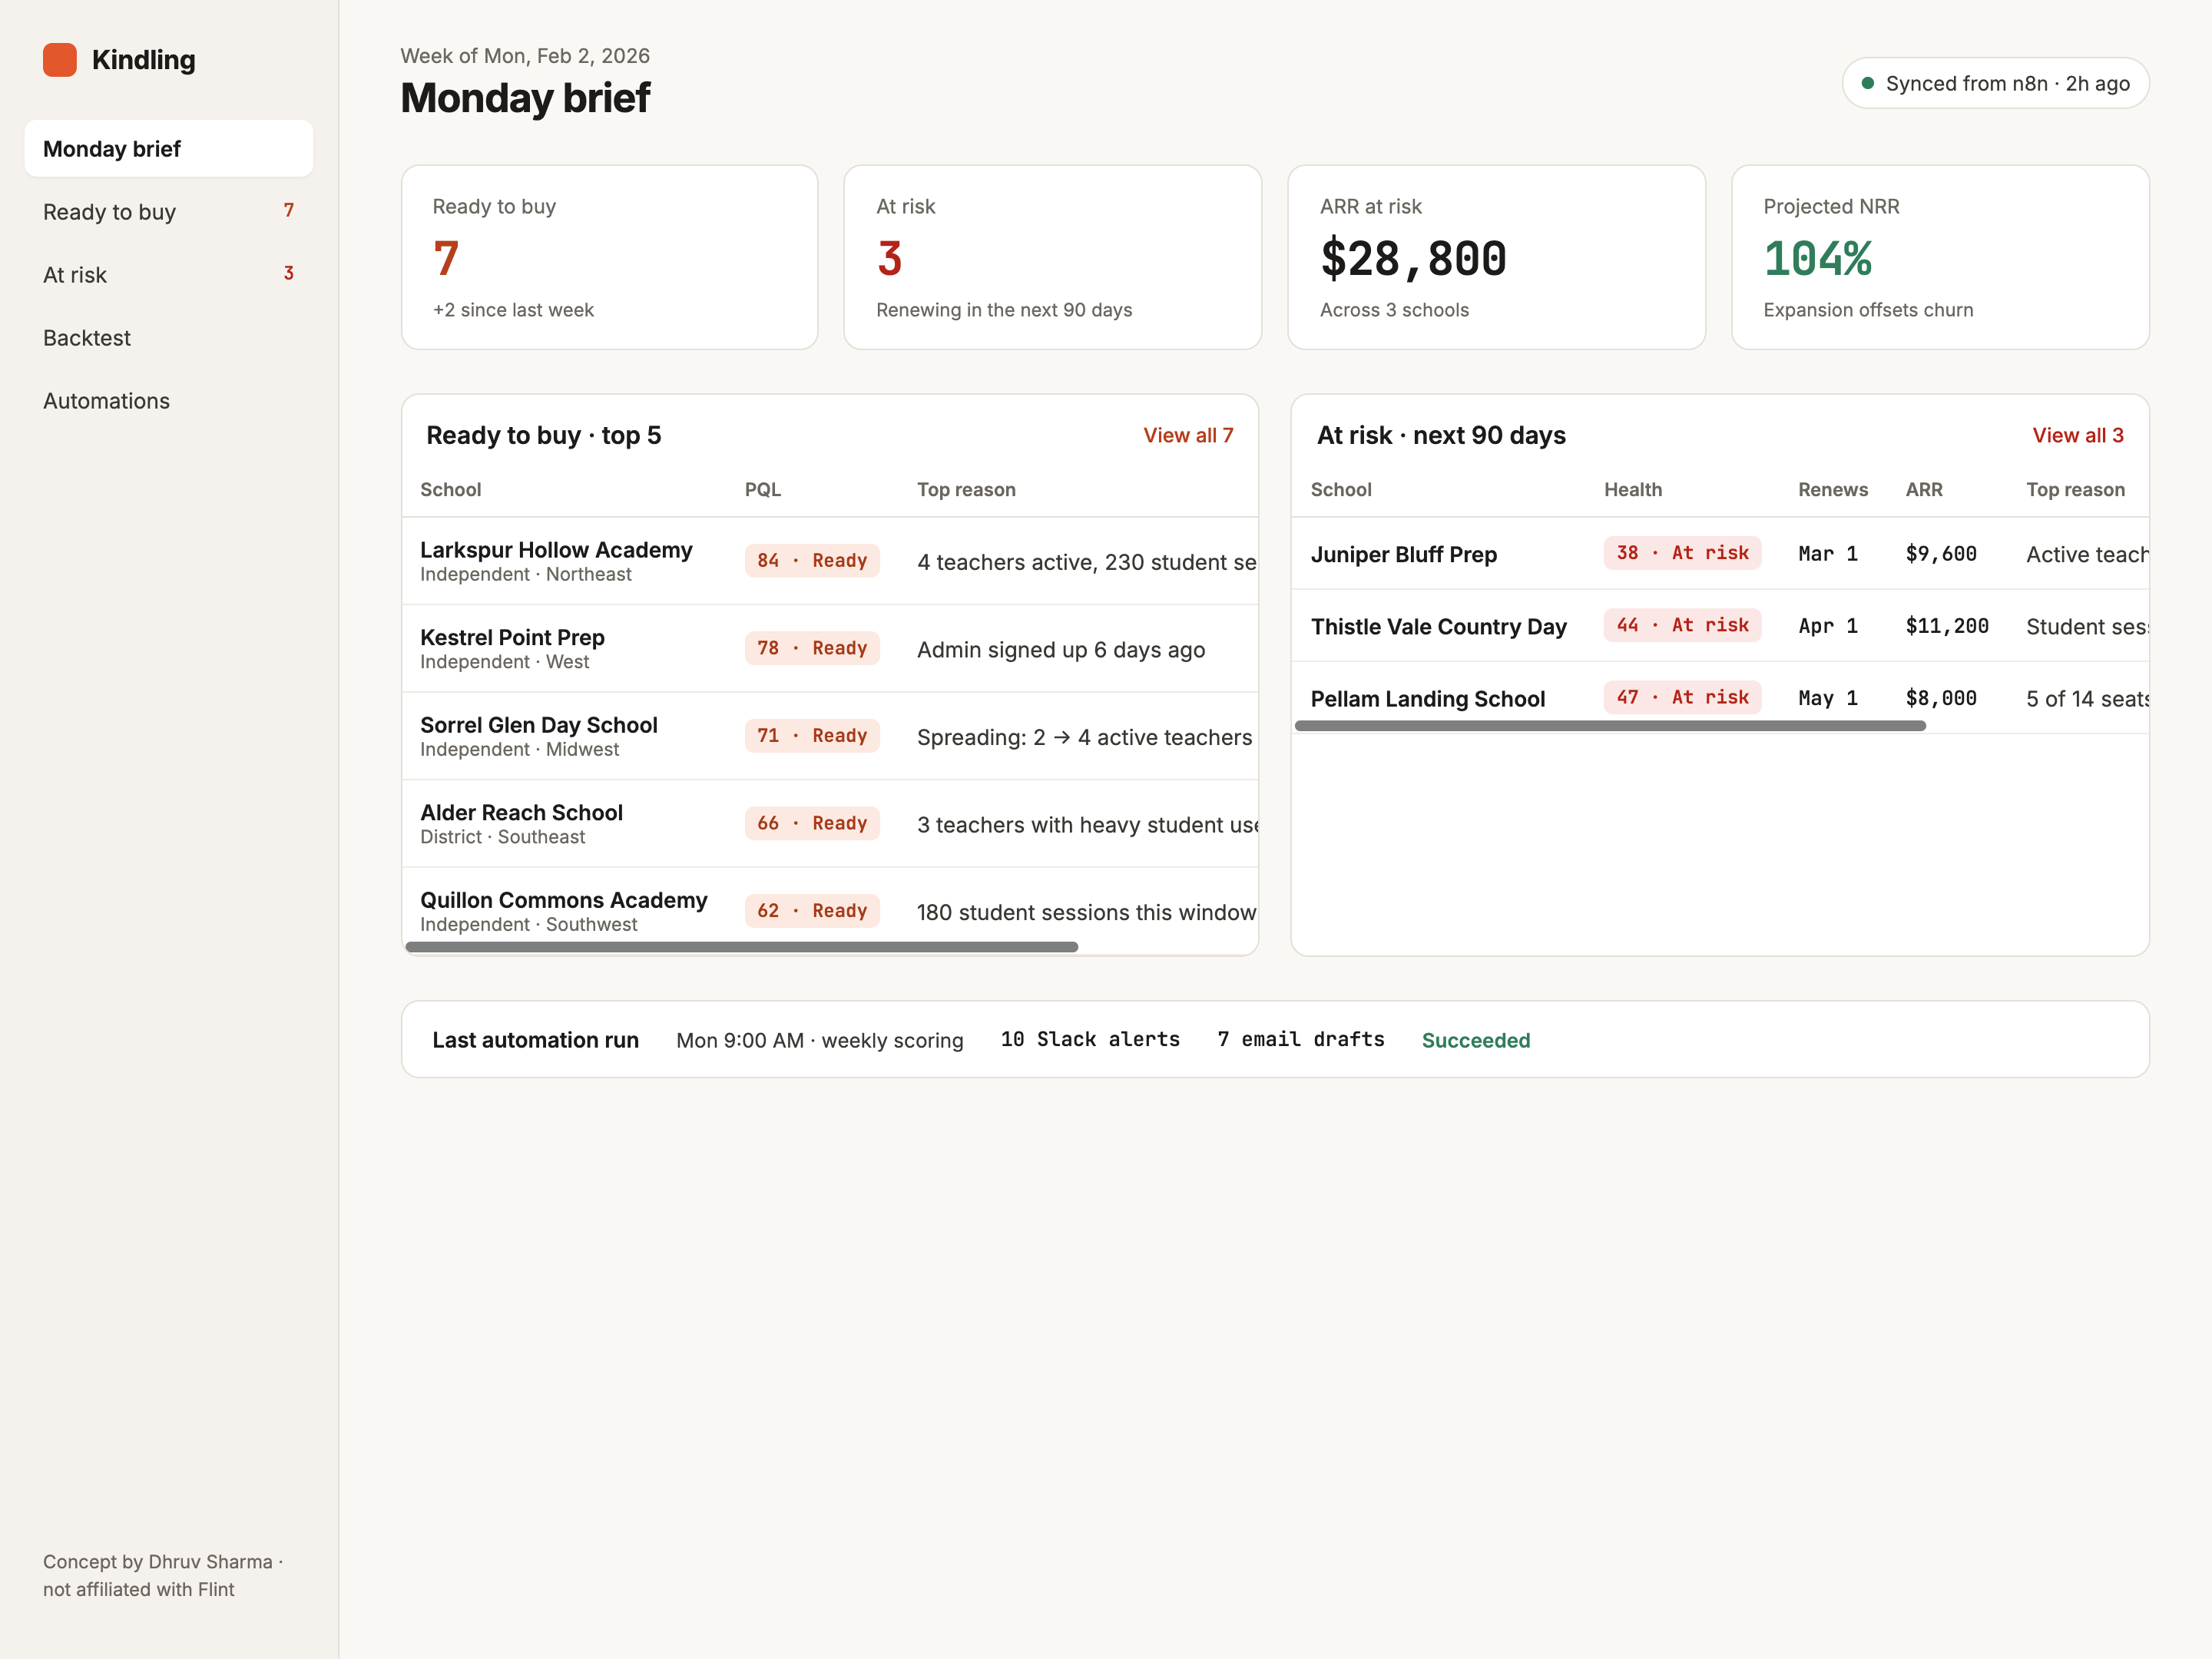 Kindling
Monday brief
Ready to buy 7
At risk 3
Backtest
Automations
Concept by Dhruv Sharma ·
not affiliated with Flint
Week of Mon, Feb 2, 2026
Monday brief
Synced from n8n · 2h ago
Ready to buy
7
+2 since last week
At risk
3
Renewing in the next 90 days
ARR at risk
$28,800
Across 3 schools
Projected NRR
104%
Expansion offsets churn
Ready to buy · top 5 View all 7
School PQL Top reason
Larkspur Hollow Academy
Independent · Northeast
84 · Ready
4 teachers active, 230 student se
Kestrel Point Prep
Independent · West
78 · Ready
Admin signed up 6 days ago
Sorrel Glen Day School
Independent · Midwest
71 · Ready
Spreading: 2 → 4 active teachers
Alder Reach School
District · Southeast
66 · Ready
3 teachers with heavy student use
Quillon Commons Academy
Independent · Southwest
62 · Ready
180 student sessions this window
At risk · next 90 days View all 3
School Health Renews ARR Top reason
Juniper Bluff Prep 38 · At risk Mar 1 $9,600 Active teach
Thistle Vale Country Day 44 · At risk Apr 1 $11,200 Student sess
Pellam Landing School 47 · At risk May 1 $8,000 5 of 14 seats
Last automation run Mon 9:00 AM · weekly scoring 10 Slack alerts 7 email drafts Succeeded